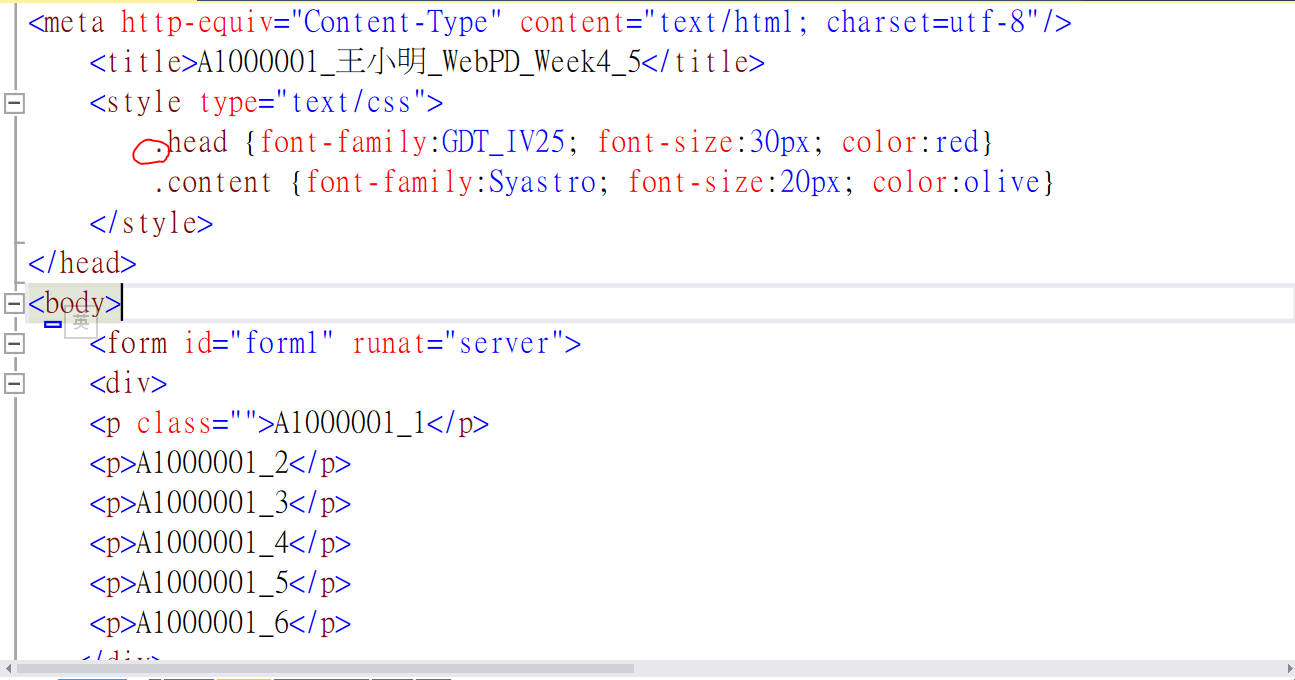 <meta http-equiv="Content-Type" content="text/html; charset=utf-8"/>
<title>A1000001_王小明_WebPD_Week4_5</title>
<style type="text/css">
.head {font-family:GDT_IV25; font-size:30px; color:red}
.content {font-family:Syastro; font-size:20px; color:olive}
</style>
</head>
<body>
英
<form id="form1" runat="server">
<div>
<p class="">A1000001_1</p>
<p>A1000001_2</p>
<p>A1000001_3</p>
<p>A1000001_4</p>
<p>A1000001_5</p>
<p>A1000001_6</p>
</div>